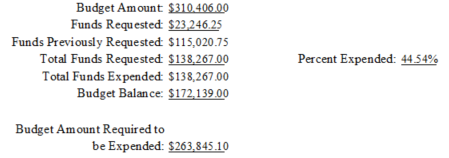 Budget Amount: $310,406.00
Funds Requested: $23,246.25
Funds Previously Requested: $115,020.75
Total Funds Requested: $138,267.00 Percent Expended: 44.54%
Total Funds Expended: $138,267.00
Budget Balance: $172,139.00
Budget Amount Required to
be Expended: $263,845.10